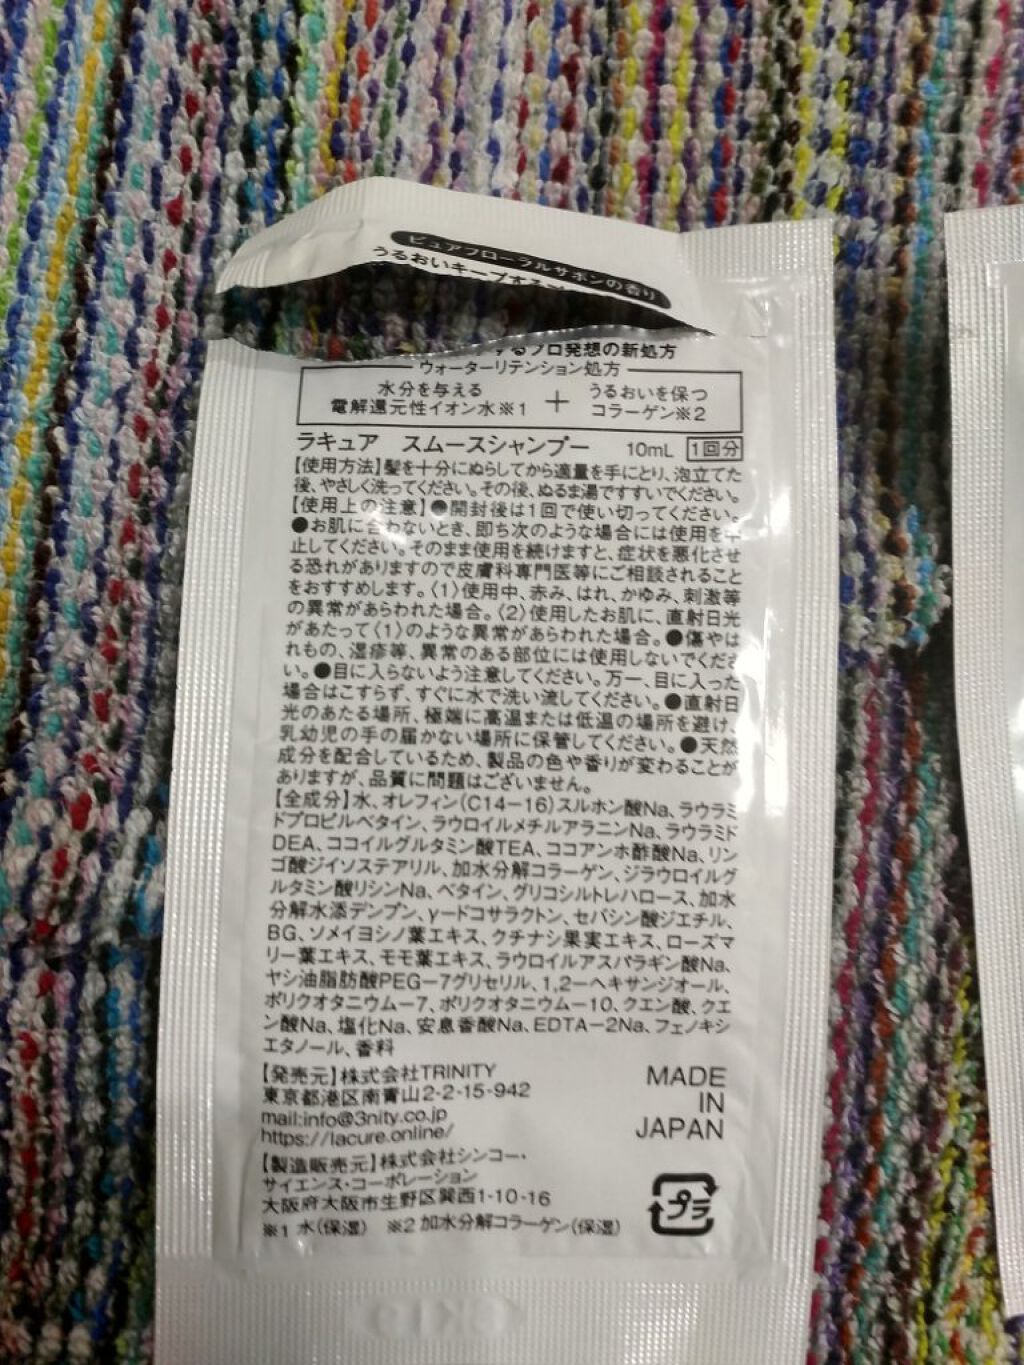 ピュアフローラルサボンの香り
うるおいキープする
するプロ発想の新処方
ウォーターリテンション処方
水分を与える
電解還元性イオン水※1
+
うるおいを保つ
コラーゲン※2
ラキュア スムースシャンプー 10mL 1回分
【使用方法】髪を十分にぬらしてから適量を手にとり、泡立てた
後、やさしく洗ってください。その後、ぬるま湯ですすいでください。
【使用上の注意】●開封後は1回で使い切ってください。
●お肌に合わないとき、即ち次のような場合には使用を中
止してください。そのまま使用を続けますと、症状を悪化させ
る恐れがありますので皮膚科専門医等にご相談されること
をおすすめします。〈1〉使用中、赤み、はれ、かゆみ、刺激等
の異常があらわれた場合。〈2〉使用したお肌に、直射日光
があたって〈1〉のような異常があらわれた場合。●傷やは
れもの、湿疹等、異常のある部位には使用しないでくださ
い。●目に入らないよう注意してください。万一、目に入った
場合はこすらず、すぐに水で洗い流してください。●直射日
光のあたる場所、極端に高温または低温の場所を避け、
乳幼児の手の届かない場所に保管してください。●天然
成分を配合しているため、製品の色や香りが変わることが
ありますが、品質に問題はございません。
【全成分】水、オレフィン(C14-16)スルホン酸Na、ラウラミ
ドプロピルベタイン、ラウロイルメチルアラニンNa、ラウラミド
DEA、ココイルグルタミン酸TEA、ココアンホ酢酸Na、リン
ゴ酸ジイソステアリル、加水分解コラーゲン、ジラウロイルグ
ルタミン酸リシンNa、ベタイン、グリコシルトレハロース、加水
分解水添デンプン、γードコサラクトン、セバシン酸ジエチル、
BG、ソメイヨシノ葉エキス、クチナシ果実エキス、ローズマ
リー葉エキス、モモ葉エキス、ラウロイルアスパラギン酸Na、
ヤシ油脂肪酸PEG-7グリセリル、1,2-ヘキサンジオール、
ポリクオタニウム-7、ポリクオタニウム-10、クエン酸、クエ
ン酸Na、塩化Na、安息香酸Na、EDTA-2Na、フェノキシ
エタノール、香料
【発売元】株式会社TRINITY
東京都港区南青山2-2-15-942
mail:info@3nity.co.jp
https://lacure.online/
MADE
IN
JAPAN
【製造販売元】株式会社シンコー・
サイエンス・コーポレーション
大阪府大阪市生野区巽西1-10-16
※1 水(保湿) ※2 加水分解コラーゲン(保湿)
プラ